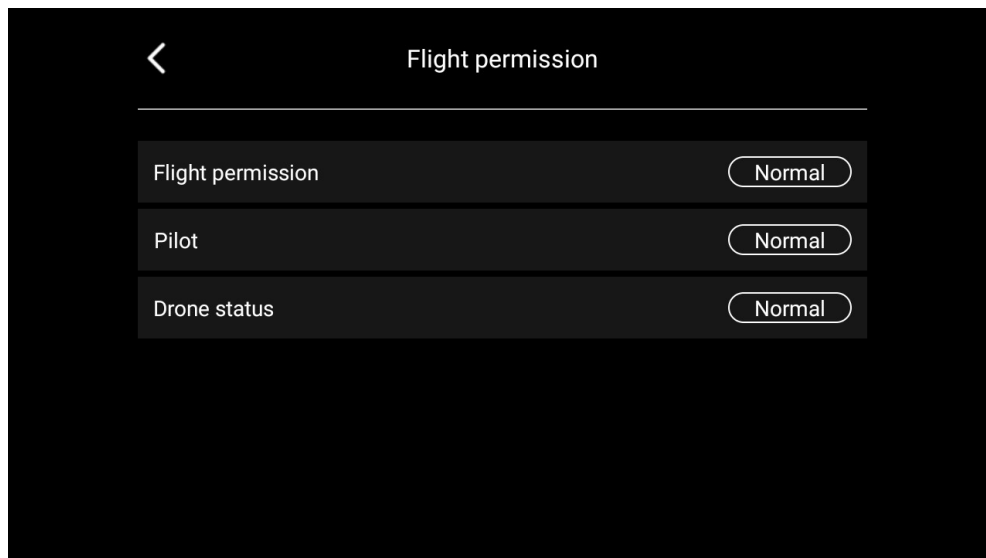 Flight permission
Flight permission Normal
Pilot Normal
Drone status Normal